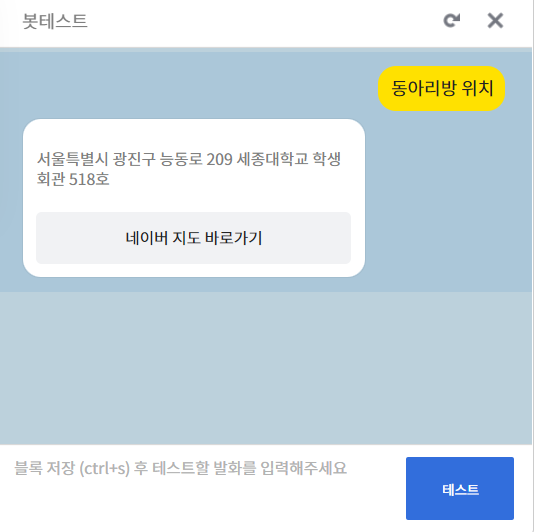 봇테스트
동아리방 위치
서울특별시 광진구 능동로 209 세종대학교 학생
회관 518호
네이버 지도 바로가기
블록 저장 (ctrl+s) 후 테스트할 발화를 입력해주세요
테스트